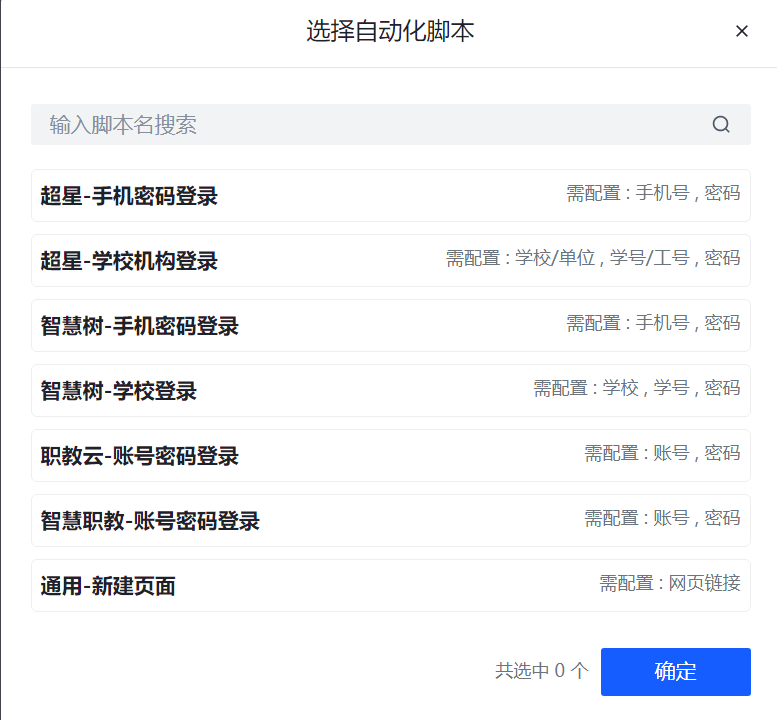 选择自动化脚本
输入脚本名搜索
超星-手机密码登录 需配置 : 手机号 , 密码
超星-学校机构登录 需配置 : 学校/单位 , 学号/工号 , 密码
智慧树-手机密码登录 需配置 : 手机号 , 密码
智慧树-学校登录 需配置 : 学校 , 学号 , 密码
职教云-账号密码登录 需配置 : 账号 , 密码
智慧职教-账号密码登录 需配置 : 账号 , 密码
通用-新建页面 需配置 : 网页链接
共选中 0 个 确定